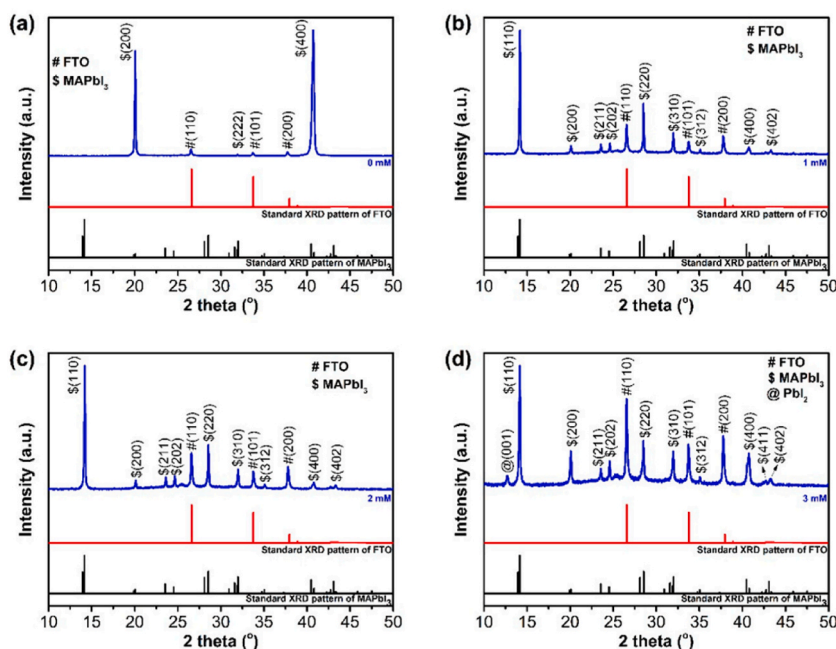 (a)
$(200)
$(400)
# FTO
$ MAPbI3
#(110)
$(222)
#(101)
#(200)
0 mM
Standard XRD pattern of FTO
Standard XRD pattern of MAPbI3
Intensity (a.u.)
10 15 20 25 30 35 40 45 50
2 theta (°)
(b)
$(110)
# FTO
$ MAPbI3
$(200)
$(211)
$(202)
#(110)
$(220)
$(310)
#(101)
$(312)
#(200)
$(400)
$(402)
1 mM
Standard XRD pattern of FTO
Standard XRD pattern of MAPbI3
Intensity (a.u.)
10 15 20 25 30 35 40 45 50
2 theta (°)
(c)
$(110)
# FTO
$ MAPbI3
$(200)
$(211)
$(202)
#(110)
$(220)
$(310)
#(101)
$(312)
#(200)
$(400)
$(402)
2 mM
Standard XRD pattern of FTO
Standard XRD pattern of MAPbI3
Intensity (a.u.)
10 15 20 25 30 35 40 45 50
2 theta (°)
(d)
# FTO
$ MAPbI3
@ PbI2
@(001)
$(110)
$(200)
$(211)
$(202)
#(110)
$(220)
$(310)
#(101)
$(312)
#(200)
$(400)
$(411)
$(402)
3 mM
Standard XRD pattern of FTO
Standard XRD pattern of MAPbI3
Intensity (a.u.)
10 15 20 25 30 35 40 45 50
2 theta (°)